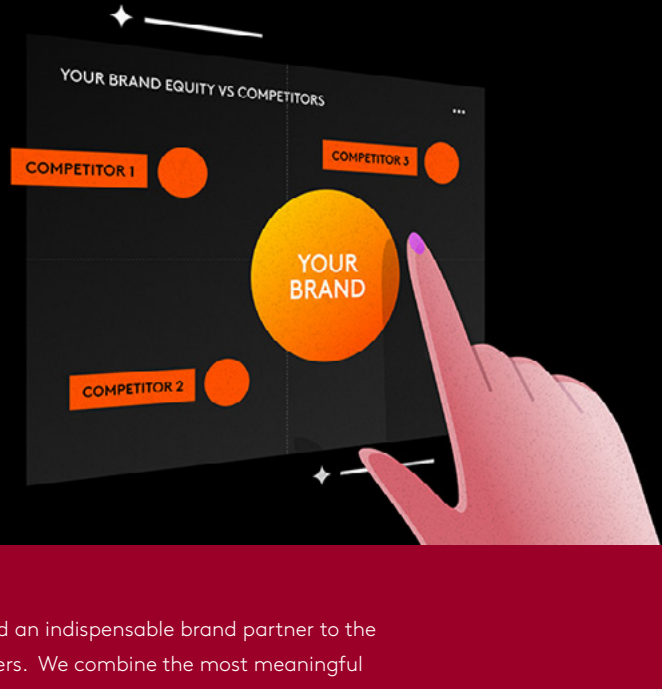 YOUR BRAND EQUITY VS COMPETITORS
COMPETITOR 1
COMPETITOR 3
YOUR
BRAND
COMPETITOR 2
an indispensable brand partner to the
We combine the most meaningful